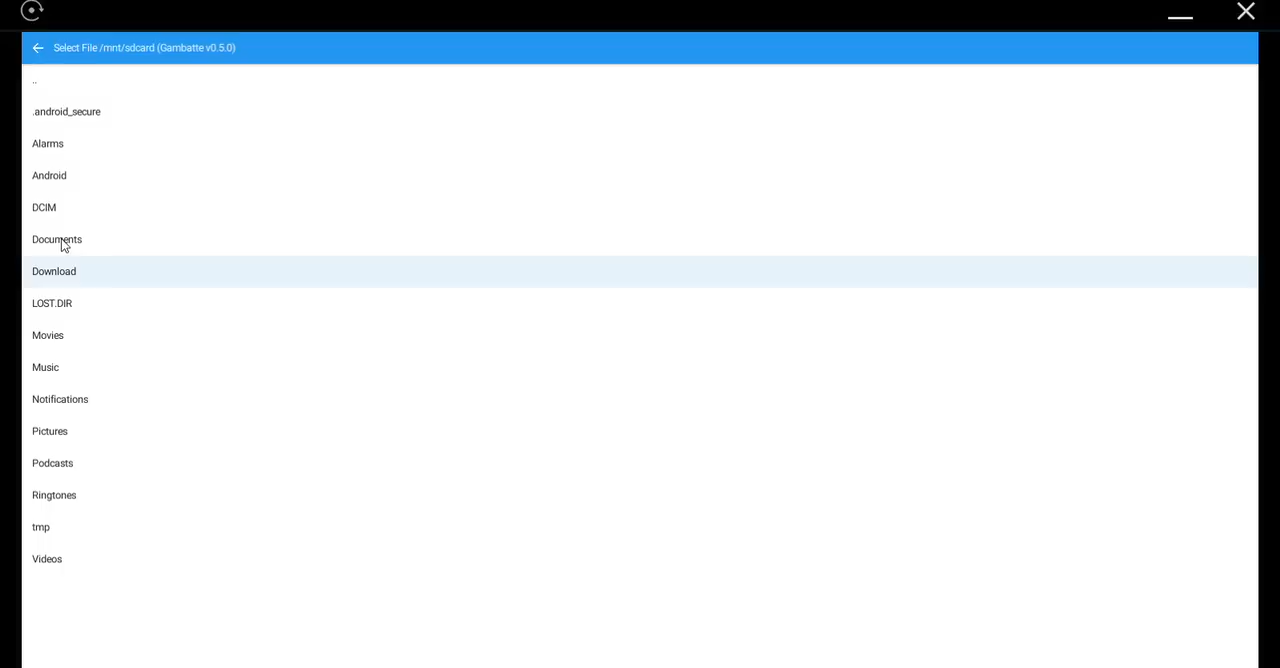 Select File /mnt/sdcard (Gambatte v0.5.0)
..
.android_secure
Alarms
Android
DCIM
Documents
Download
LOST.DIR
Movies
Music
Notifications
Pictures
Podcasts
Ringtones
tmp
Videos